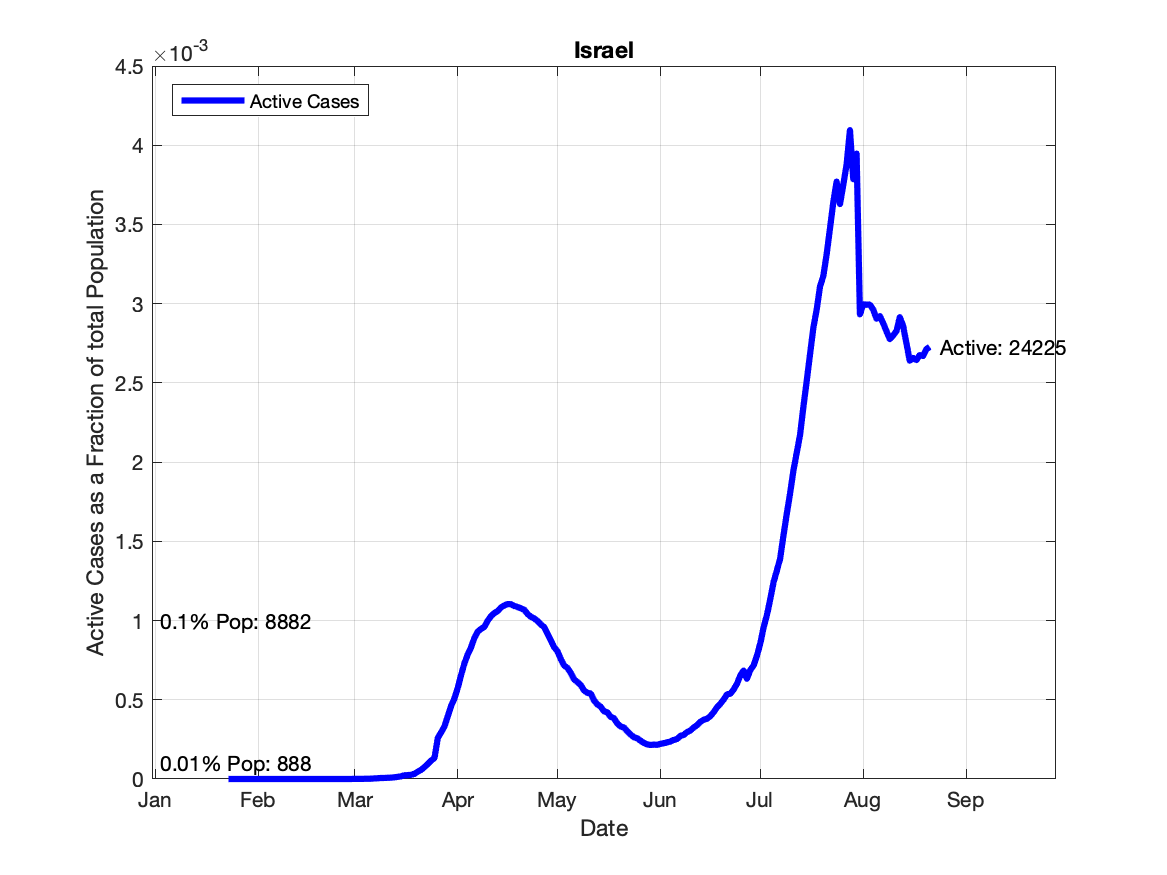 Israel
×10-3
4.5
4
3.5
3
2.5
2
1.5
1
0.5
0
Active Cases as a Fraction of total Population
Active Cases
Active: 24225
0.1% Pop: 8882
0.01% Pop: 888
Jan Feb Mar Apr May Jun Jul Aug Sep
Date